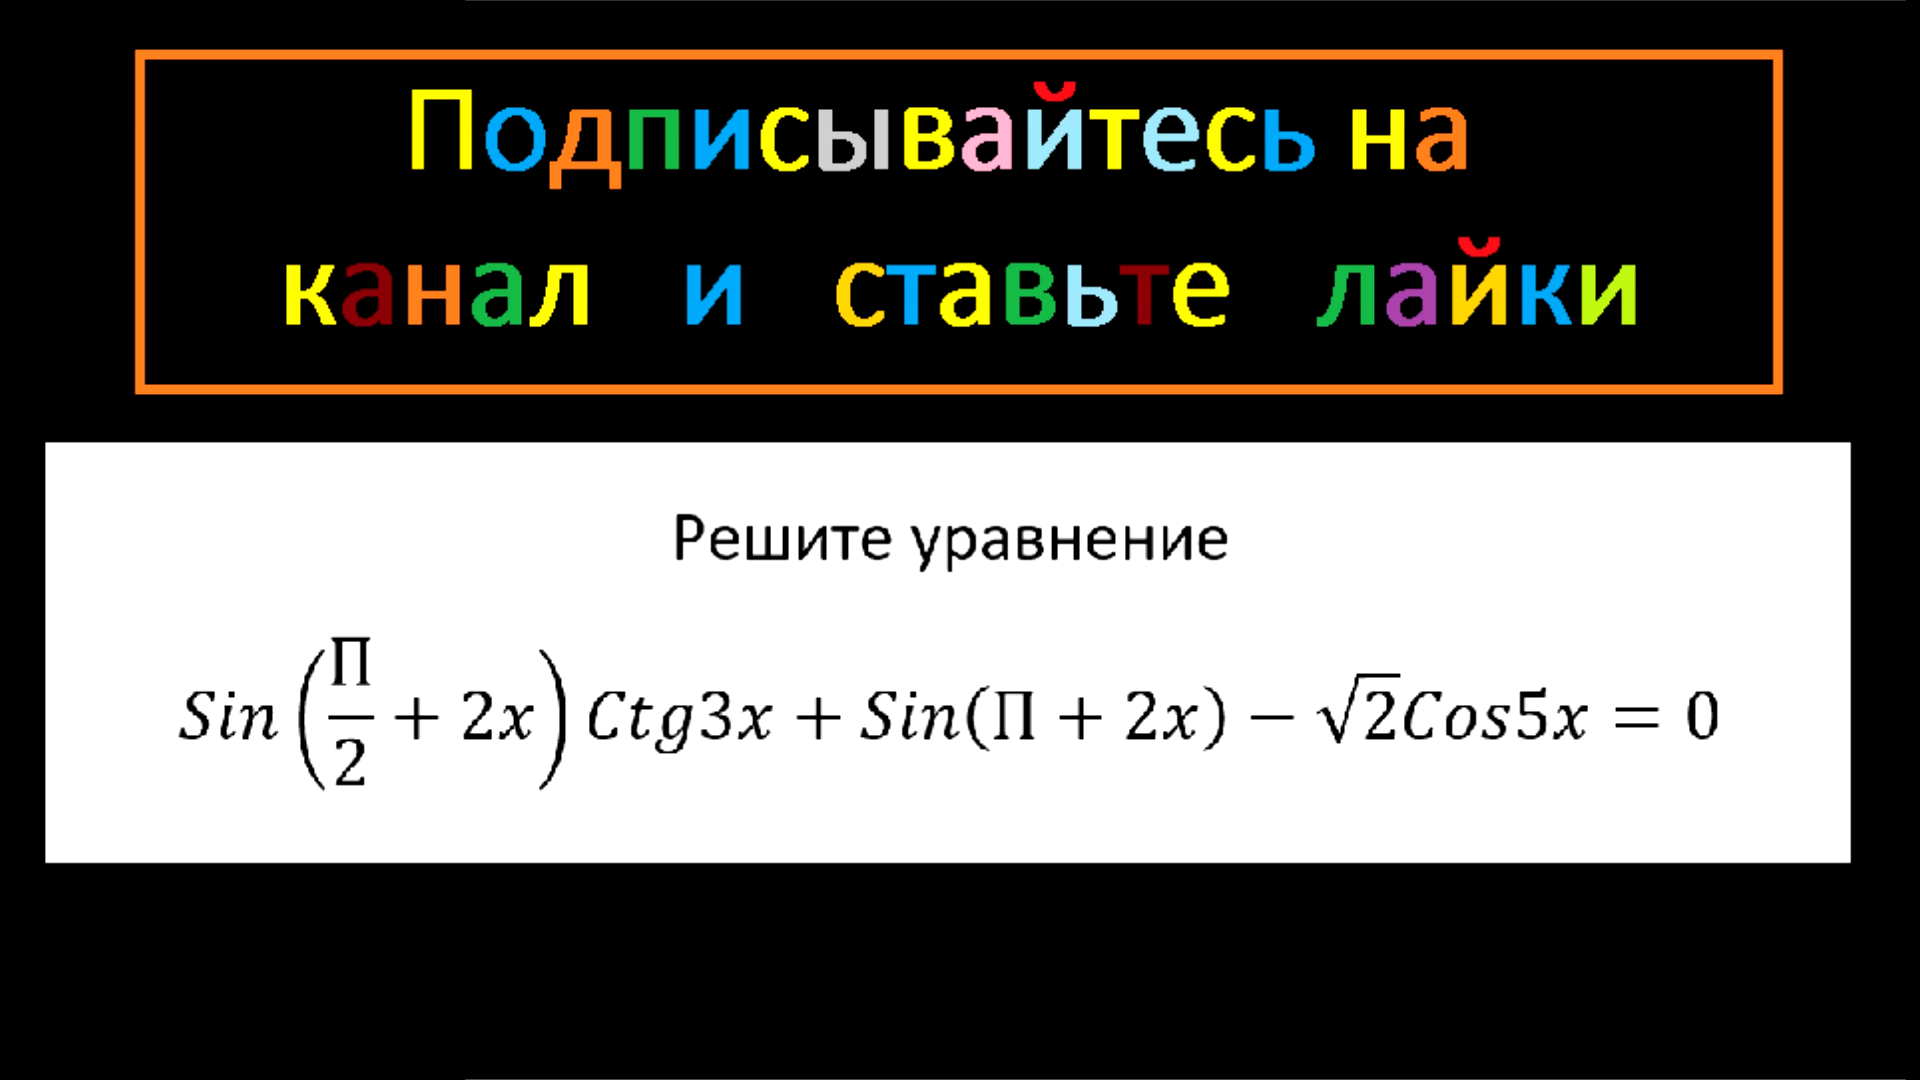 Подписывайтесь на
канал и ставьте лайки
Решите уравнение
Sin(П/2 + 2x) Ctg3x + Sin(П + 2x) − √2Cos5x = 0